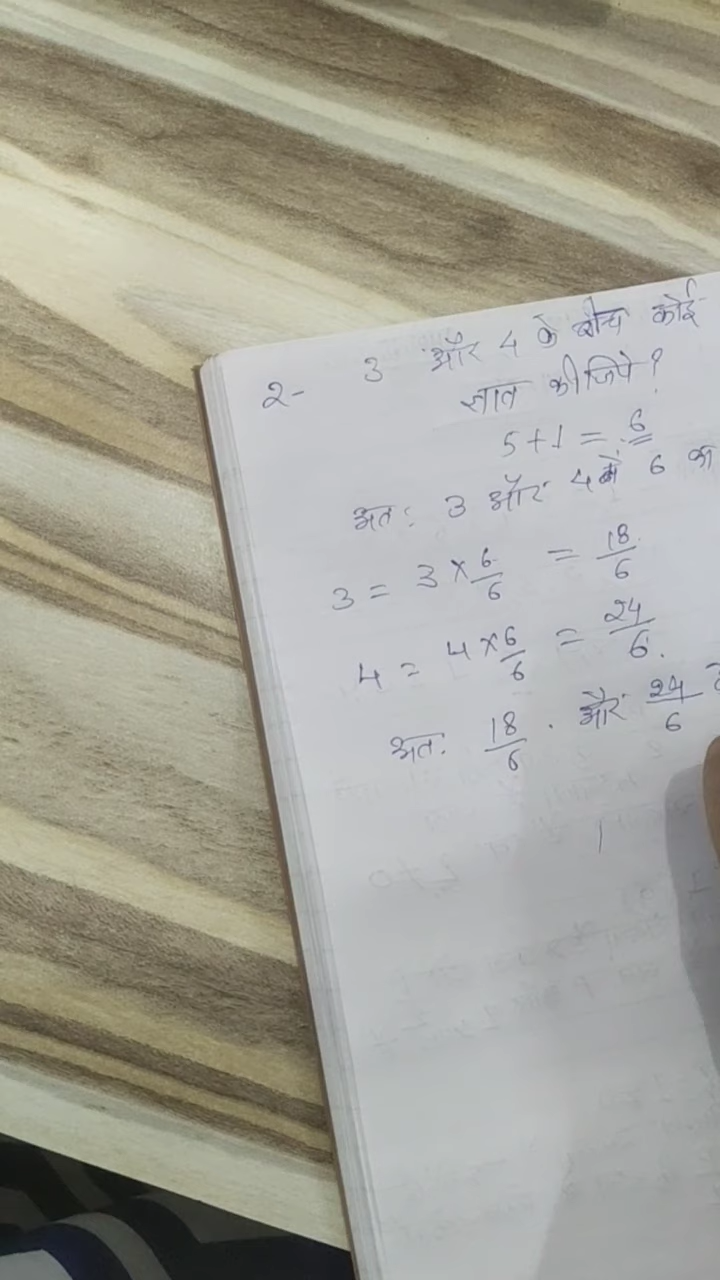 2- 3 और 4 के बीच कोई
ज्ञात कीजिये?
5+1 = 6
अतः 3 और 4 में 6 का
3 = 3 × 6/6 = 18/6
4 = 4 × 6/6 = 24/6.
अतः 18/6 . और 24/6